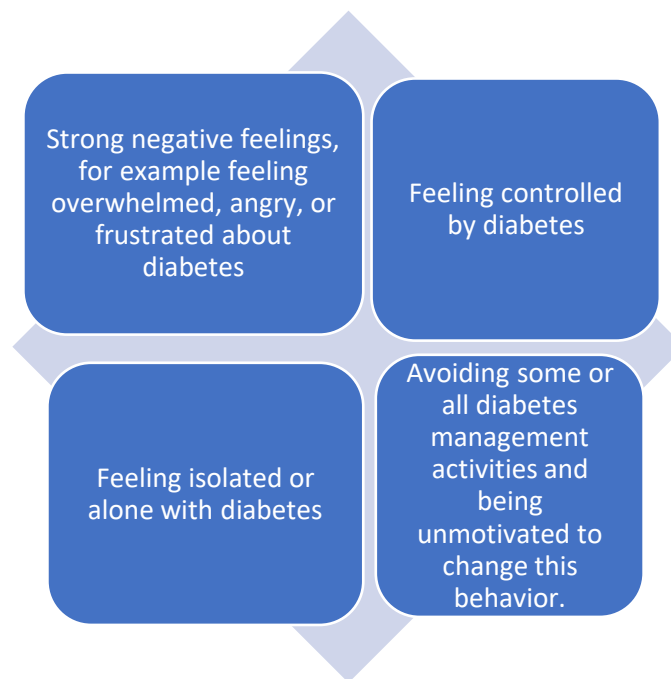 Strong negative feelings,
for example feeling
overwhelmed, angry, or
frustrated about
diabetes
Feeling controlled
by diabetes
Feeling isolated or
alone with diabetes
Avoiding some or
all diabetes
management
activities and
being
unmotivated to
change this
behavior.